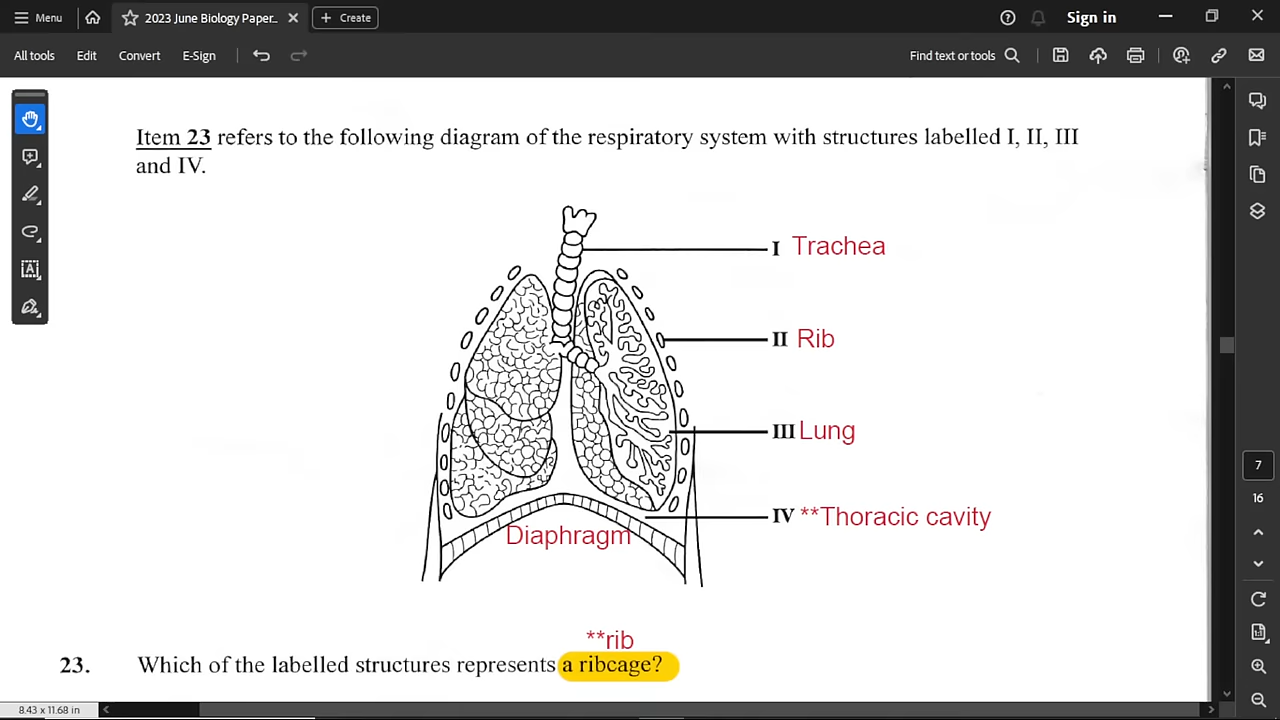 Menu
2023 June Biology Paper...
Create
Sign in
All tools
Edit
Convert
E-Sign
Find text or tools
Item 23 refers to the following diagram of the respiratory system with structures labelled I, II, III
and IV.
I Trachea
II Rib
III Lung
IV **Thoracic cavity
Diaphragm
**rib
23. Which of the labelled structures represents a ribcage?
7
16
8.43 x 11.68 in